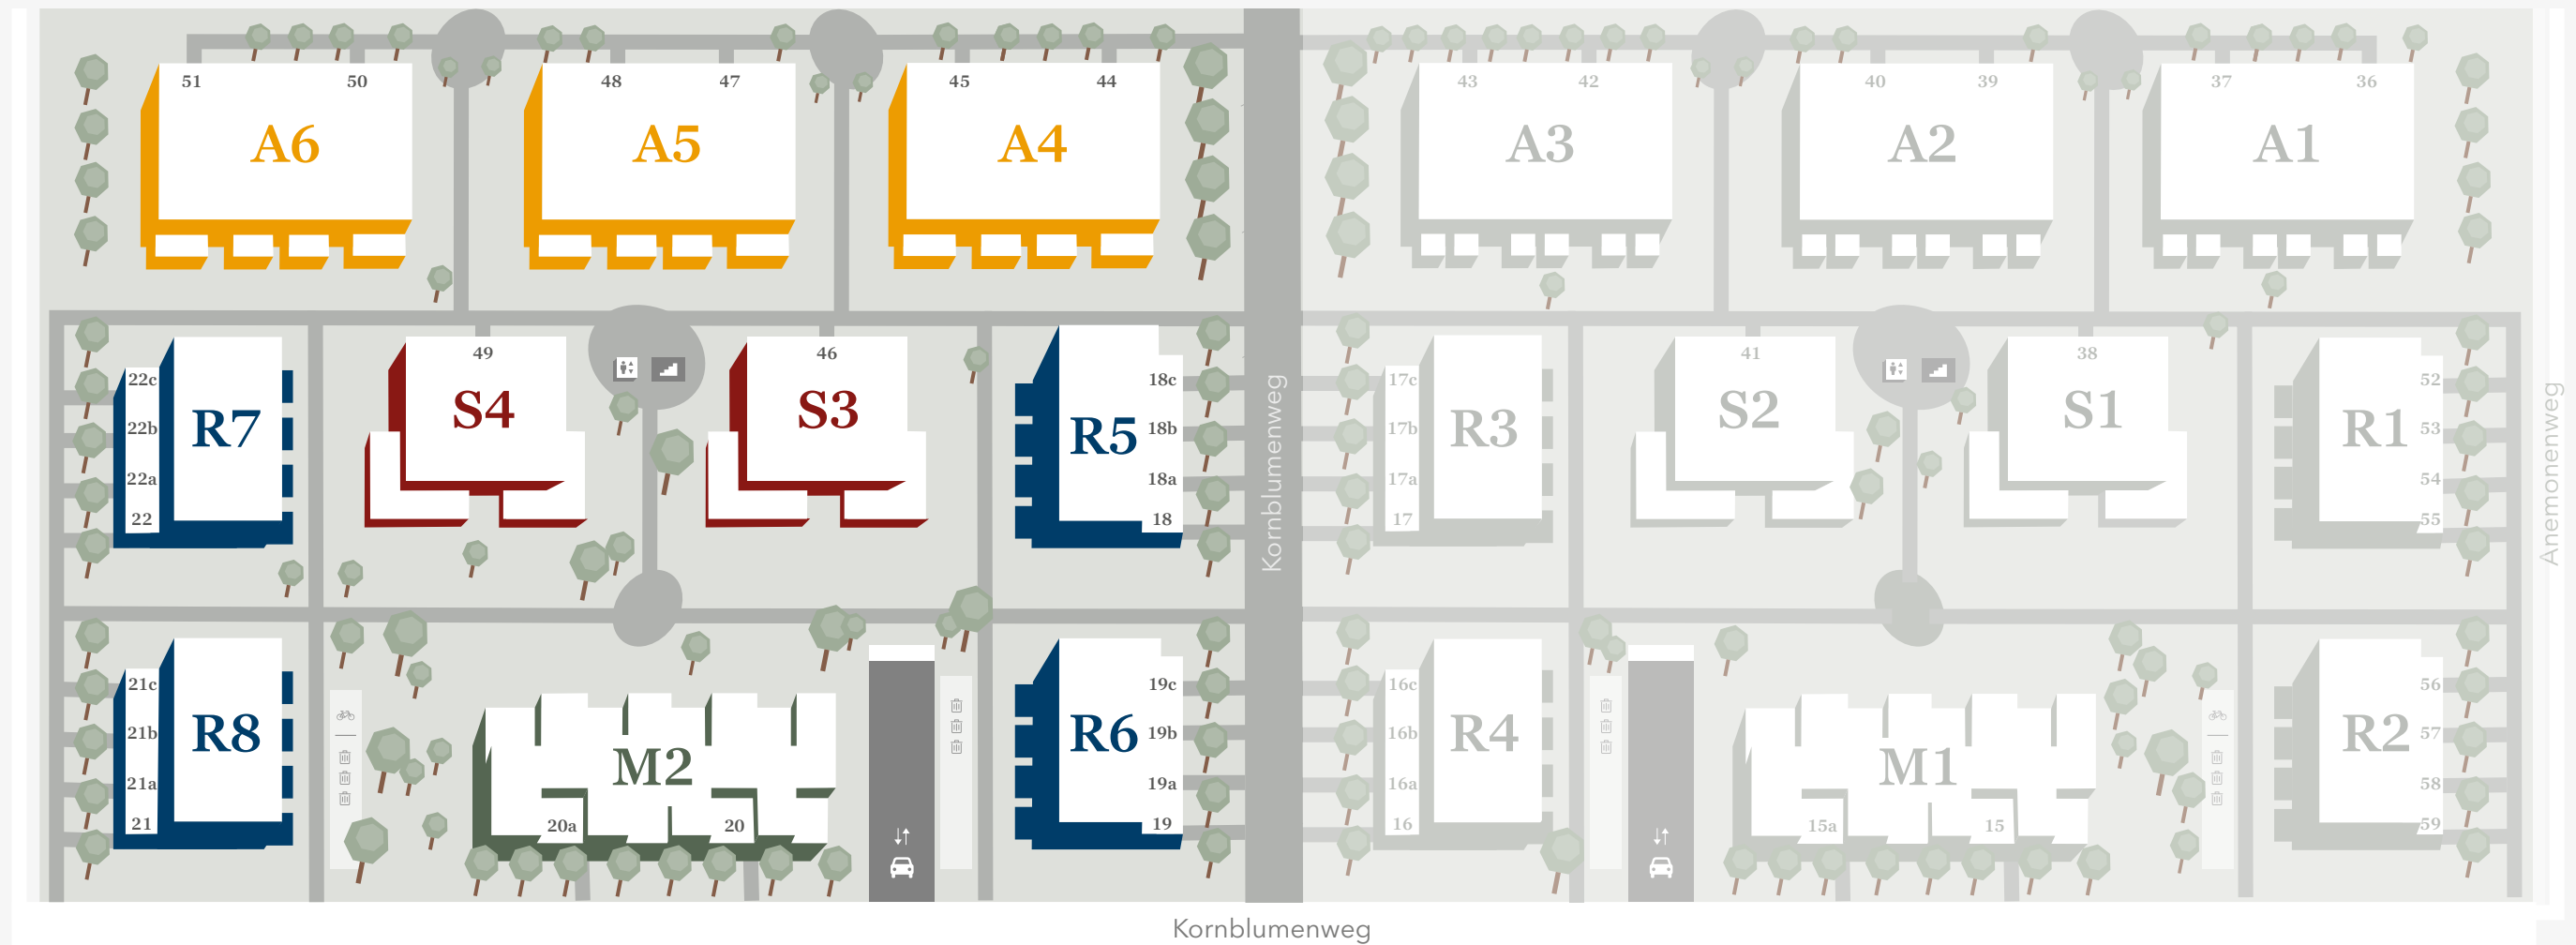 51 50 48 47 45 44 43 42 40 39 37 36
A6 A5 A4 A3 A2 A1
49 46 41 38
22c 18c 17c 52
S4 S3 S2 S1
22b R7 R5 18b 17b R3 R1 53
22a 18a 17a 54
22 18 17 55
Kornblumenweg
Anemonenweg
21c 19c 16c 56
21b R8 R6 19b 16b R4 R2 57
M2 M1
21a 19a 16a 58
21 20a 20 19 16 15a 15 59
Kornblumenweg